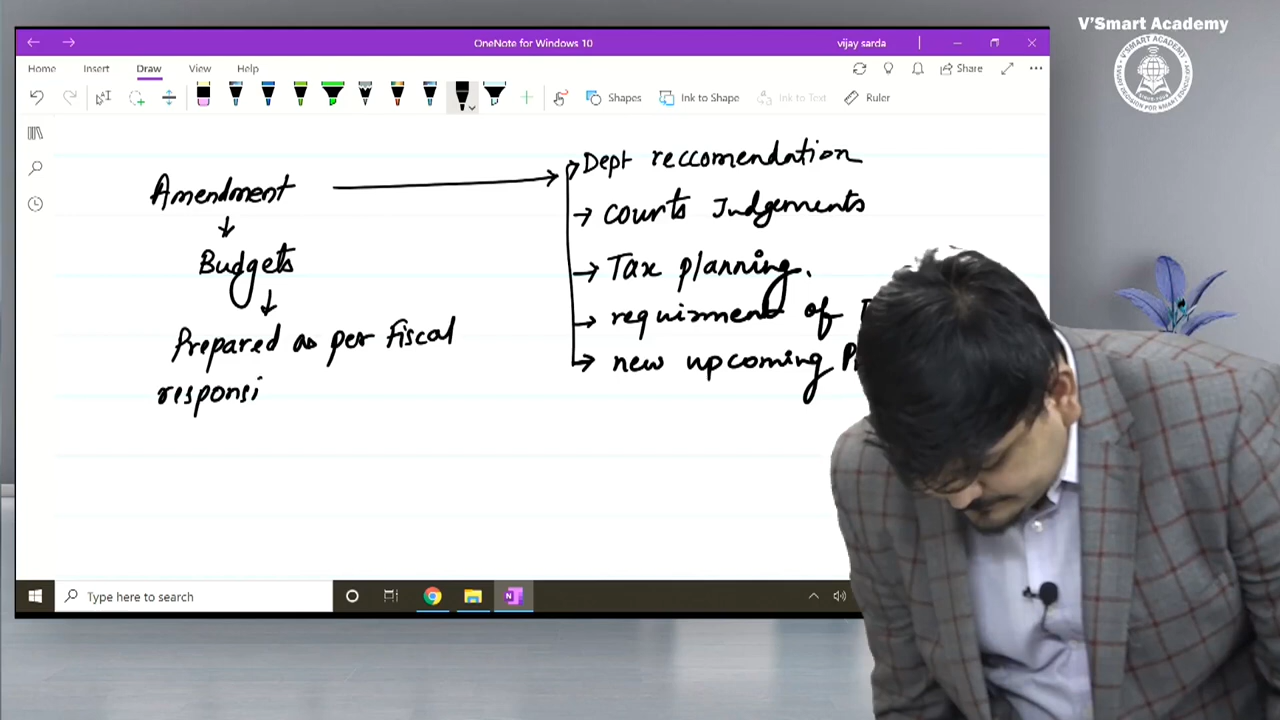 V'Smart Academy
OneNote for Windows 10
vijay sarda
Home Insert Draw View Help
Share
Shapes
Ink to Shape
Ink to Text
Ruler
Amendment
Budgets
Prepared as per Fiscal
responsi
Dept reccomendation
Courts Judgements
Tax planning.
requirment of
new upcoming
Type here to search